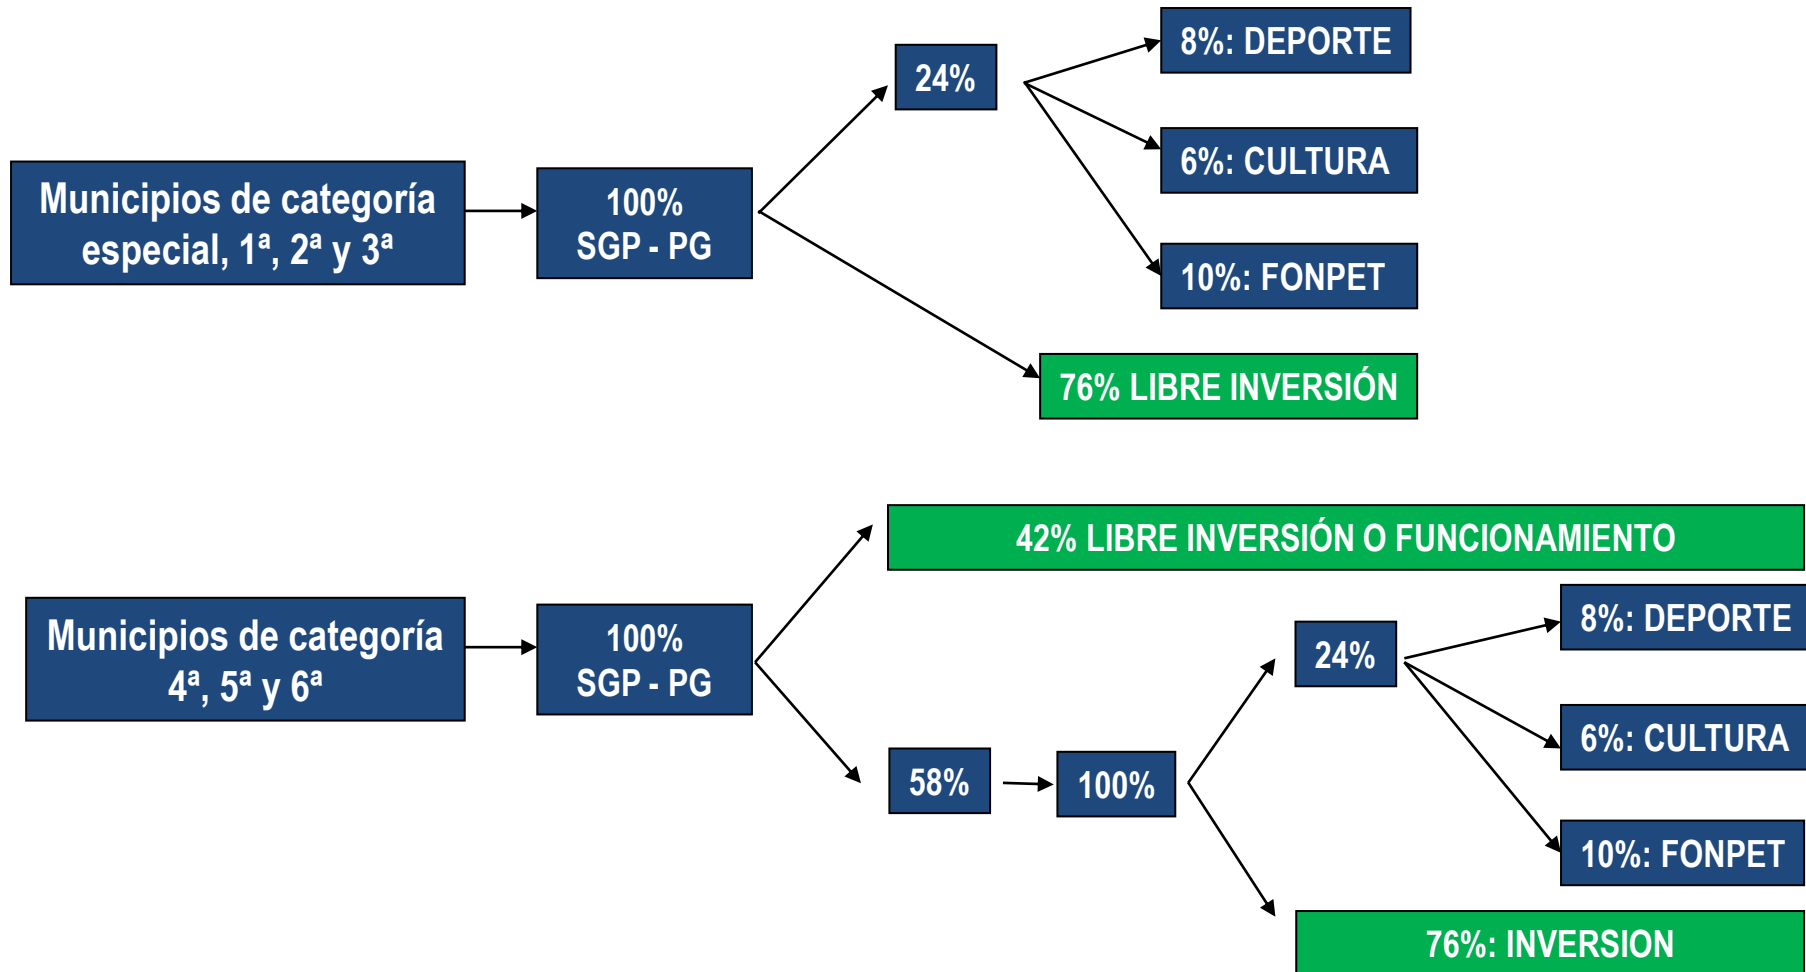 Municipios de categoría
especial, 1ª, 2ª y 3ª
100%
SGP - PG
24%
8%: DEPORTE
6%: CULTURA
10%: FONPET
76% LIBRE INVERSIÓN
Municipios de categoría
4ª, 5ª y 6ª
100%
SGP - PG
42% LIBRE INVERSIÓN O FUNCIONAMIENTO
58%
100%
24%
8%: DEPORTE
6%: CULTURA
10%: FONPET
76%: INVERSION